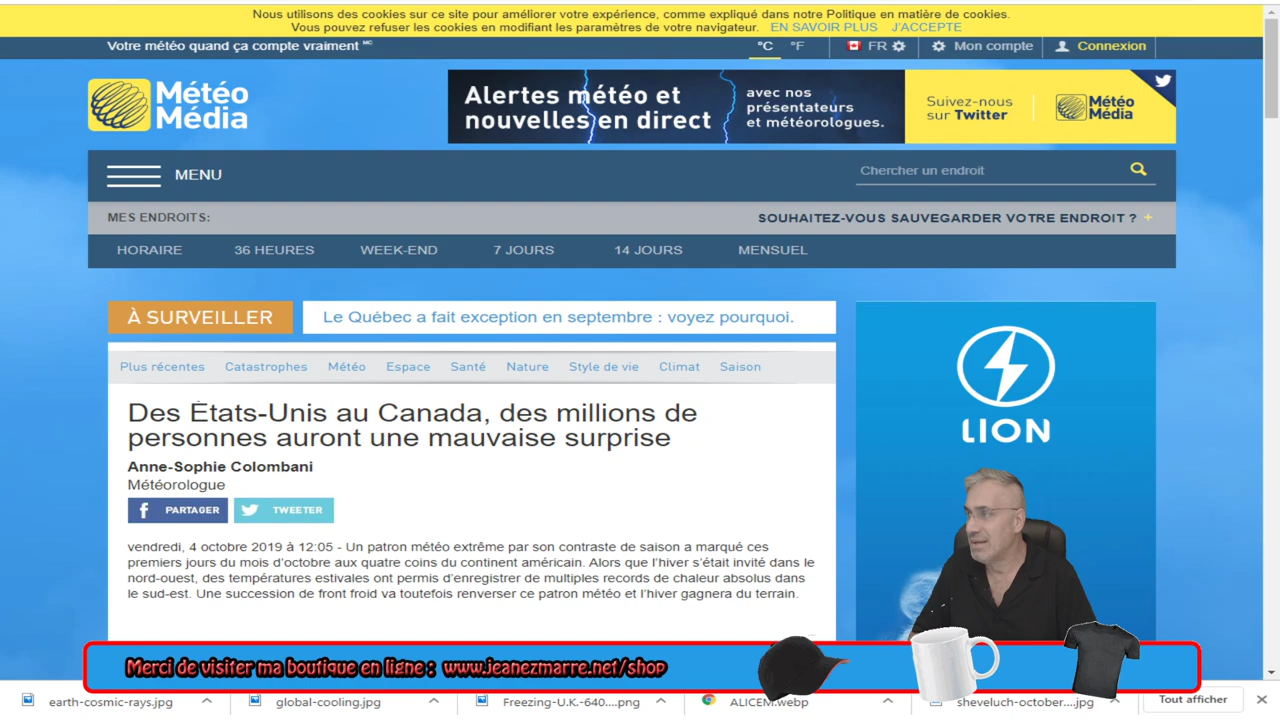 Nous utilisons des cookies sur ce site pour améliorer votre expérience, comme expliqué dans notre Politique en matière de cookies.
Vous pouvez refuser les cookies en modifiant les paramètres de votre navigateur. EN SAVOIR PLUS J'ACCEPTE
Votre météo quand ça compte vraiment MC
°C °F FR Mon compte Connexion
Météo
Média
Alertes météo et
nouvelles en direct
avec nos
présentateurs
et météorologues.
Suivez-nous
sur Twitter
Météo
Média
MENU
Chercher un endroit
MES ENDROITS:
SOUHAITEZ-VOUS SAUVEGARDER VOTRE ENDROIT ? +
HORAIRE 36 HEURES WEEK-END 7 JOURS 14 JOURS MENSUEL
À SURVEILLER
Le Québec a fait exception en septembre : voyez pourquoi.
Plus récentes Catastrophes Météo Espace Santé Nature Style de vie Climat Saison
Des États-Unis au Canada, des millions de
personnes auront une mauvaise surprise
Anne-Sophie Colombani
Météorologue
PARTAGER TWEETER
vendredi, 4 octobre 2019 à 12:05 - Un patron météo extrême par son contraste de saison a marqué ces
premiers jours du mois d'octobre aux quatre coins du continent américain. Alors que l'hiver s'était invité dans le
nord-ouest, des températures estivales ont permis d'enregistrer de multiples records de chaleur absolus dans
le sud-est. Une succession de front froid va toutefois renverser ce patron météo et l'hiver gagnera du terrain.
LION
Merci de visiter ma boutique en ligne : www.jeanezmarre.net/shop
earth-cosmic-rays.jpg global-cooling.jpg Freezing-U.K.-640....png ALICEM.webp sheveluch-october....jpg Tout afficher